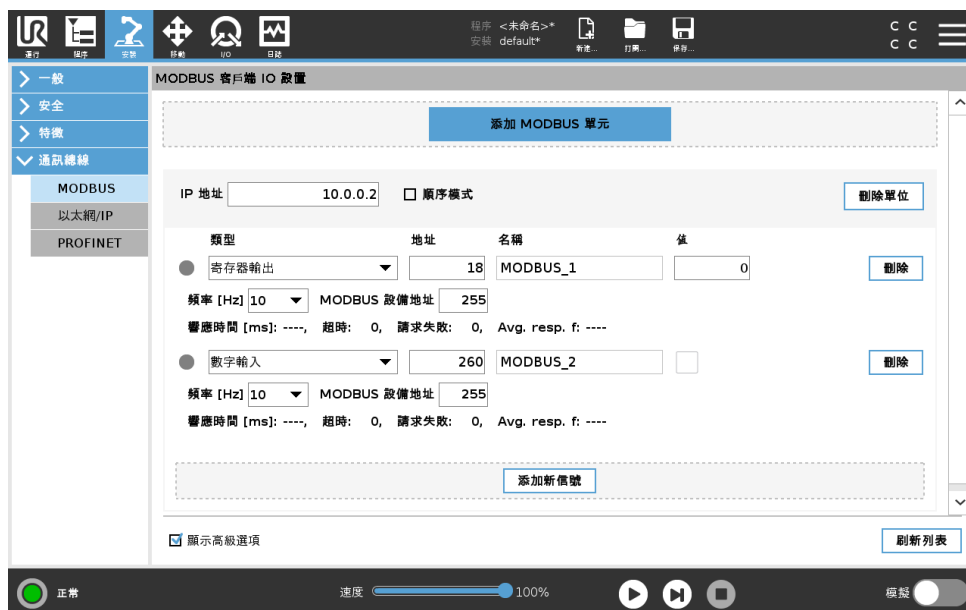 程序 <未命名>*
安裝 default*
運行 程序 安裝 移動 I/O 日誌 新建... 打開... 保存...
C C
C C
一般
安全
特徵
通訊總線
MODBUS
以太網/IP
PROFINET
MODBUS 客戶端 IO 設置
添加 MODBUS 單元
IP 地址 10.0.0.2 順序模式 刪除單位
類型 地址 名稱 值
寄存器輸出 18 MODBUS_1 0 刪除
頻率 [Hz] 10 MODBUS 設備地址 255
響應時間 [ms]: ----, 超時: 0, 請求失敗: 0, Avg. resp. f: ----
數字輸入 260 MODBUS_2 刪除
頻率 [Hz] 10 MODBUS 設備地址 255
響應時間 [ms]: ----, 超時: 0, 請求失敗: 0, Avg. resp. f: ----
添加新信號
顯示高級選項 刷新列表
正常 速度 100% 模擬